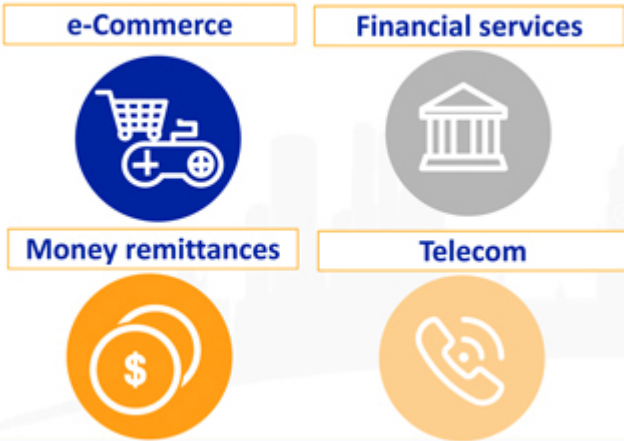 e-Commerce
Financial services
Money remittances
Telecom
$